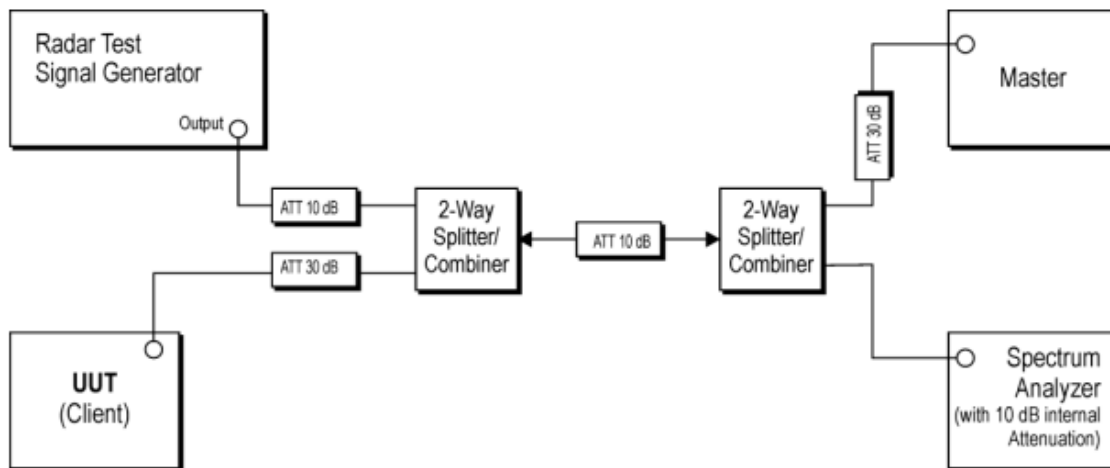 Radar Test
Signal Generator
Output
ATT 10 dB
ATT 30 dB
2-Way
Splitter/
Combiner
ATT 10 dB
2-Way
Splitter/
Combiner
ATT 30 dB
Master
UUT
(Client)
Spectrum
Analyzer
(with 10 dB internal
Attenuation)